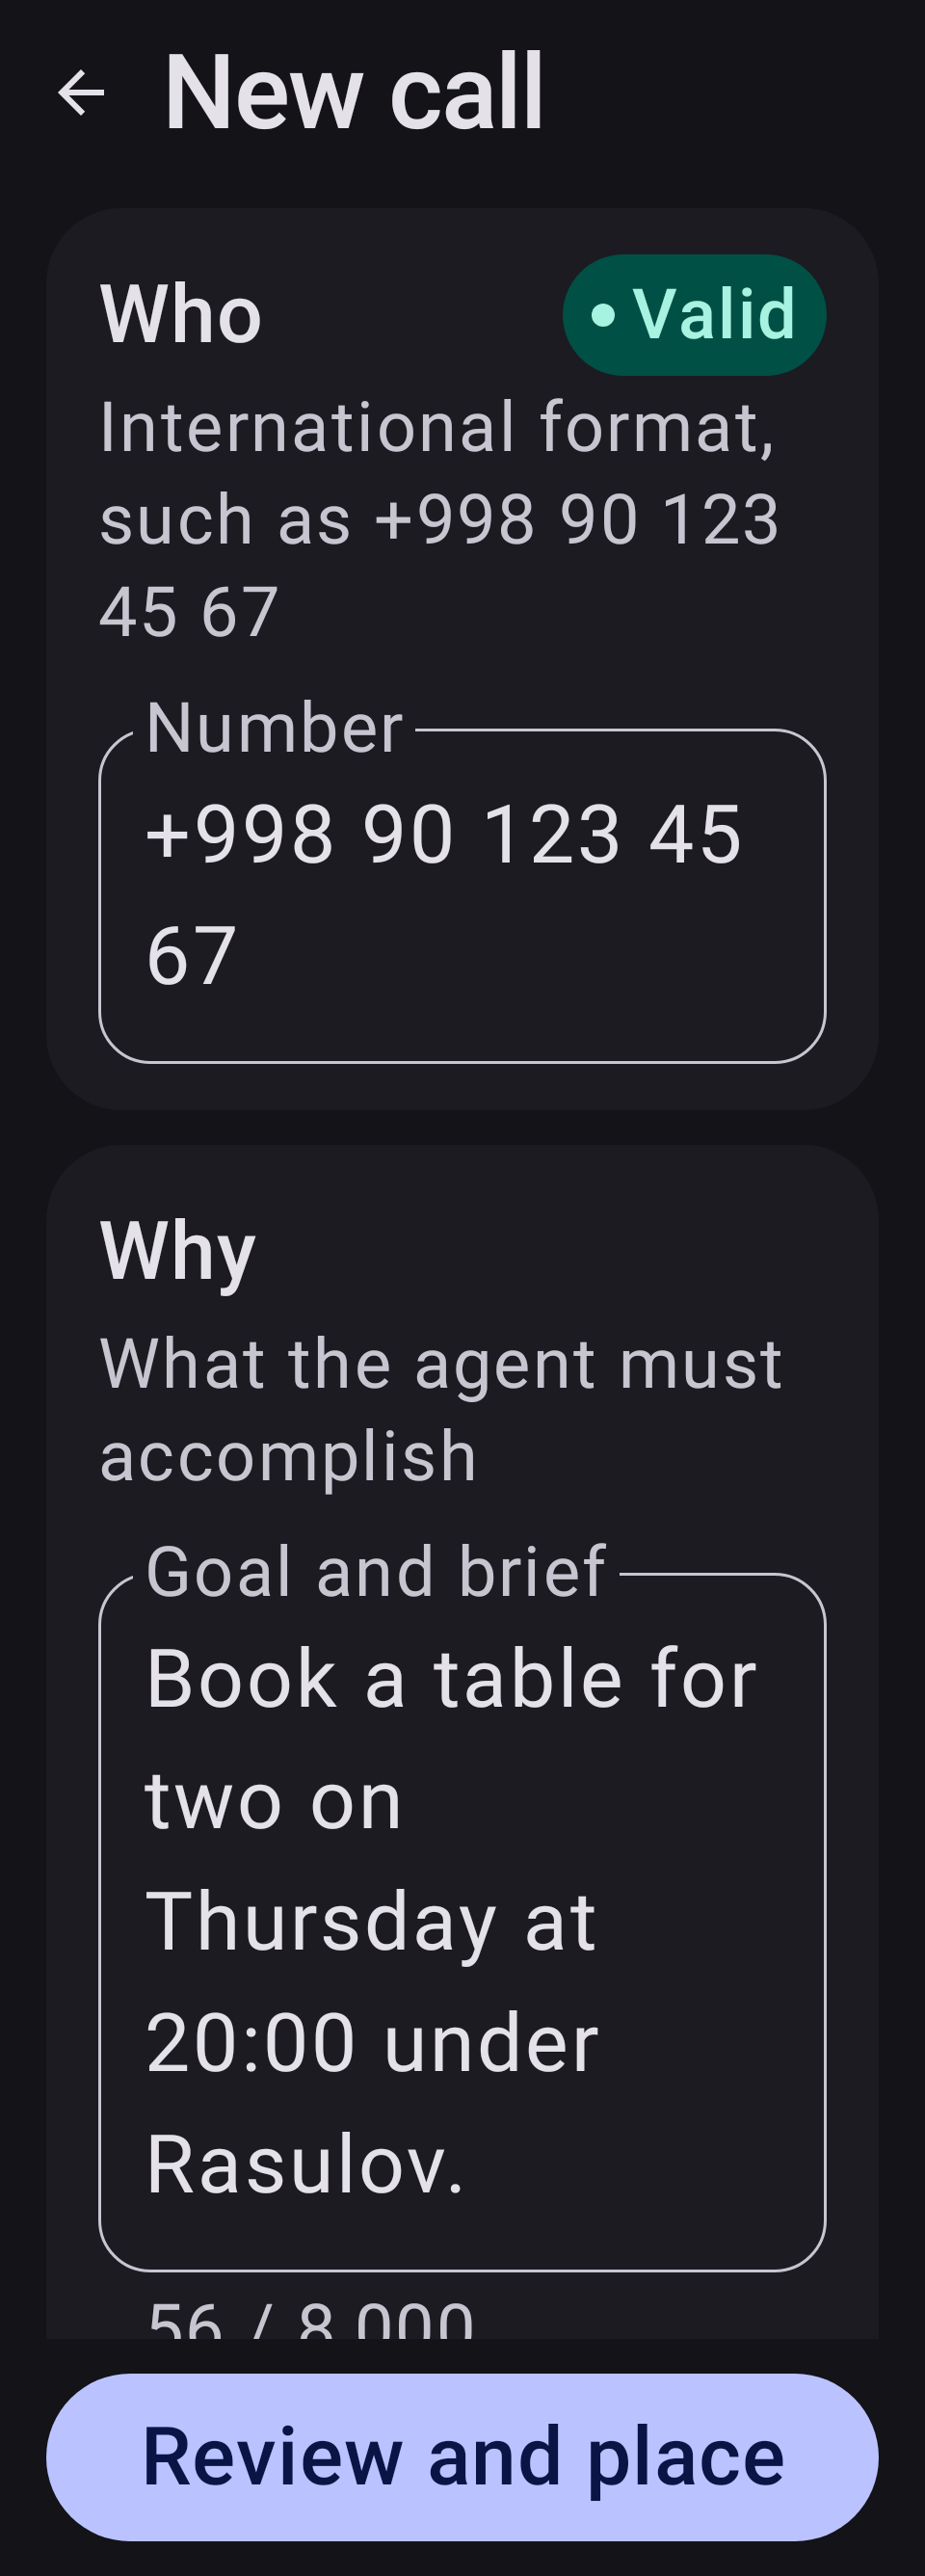 New call
Who
Valid
International format,
such as +998 90 123
45 67
Number
+998 90 123 45
67
Why
What the agent must
accomplish
Goal and brief
Book a table for
two on
Thursday at
20:00 under
Rasulov.
56 / 8 000
Review and place